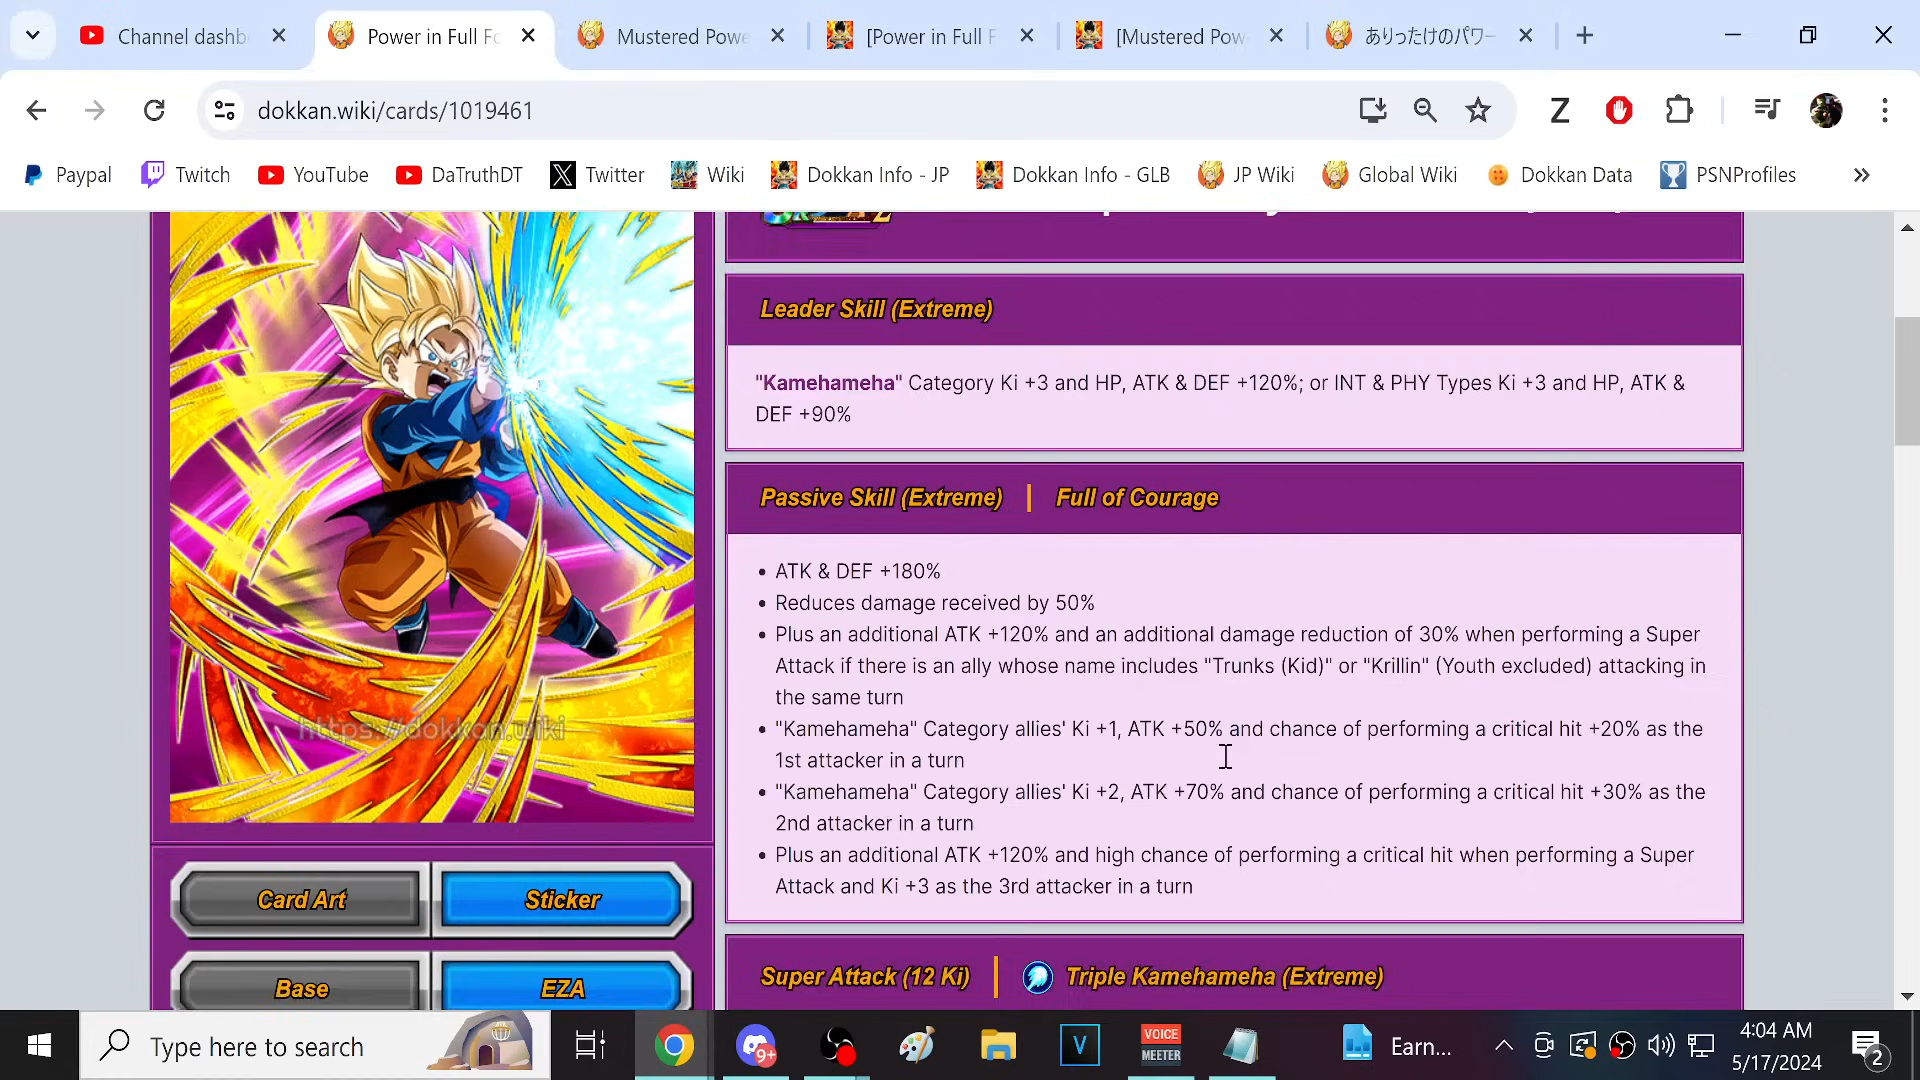 Channel dashb
Power in Full Fo
Mustered Powe
[Power in Full F
[Mustered Pow
ありったけのパワー
dokkan.wiki/cards/1019461
Z
Paypal
Twitch
YouTube
DaTruthDT
Twitter
Wiki
Dokkan Info - JP
Dokkan Info - GLB
JP Wiki
Global Wiki
Dokkan Data
PSNProfiles
Leader Skill (Extreme)
"Kamehameha" Category Ki +3 and HP, ATK & DEF +120%; or INT & PHY Types Ki +3 and HP, ATK &
DEF +90%
Passive Skill (Extreme) | Full of Courage
• ATK & DEF +180%
• Reduces damage received by 50%
• Plus an additional ATK +120% and an additional damage reduction of 30% when performing a Super
Attack if there is an ally whose name includes "Trunks (Kid)" or "Krillin" (Youth excluded) attacking in
the same turn
• "Kamehameha" Category allies' Ki +1, ATK +50% and chance of performing a critical hit +20% as the
1st attacker in a turn
• "Kamehameha" Category allies' Ki +2, ATK +70% and chance of performing a critical hit +30% as the
2nd attacker in a turn
• Plus an additional ATK +120% and high chance of performing a critical hit when performing a Super
Attack and Ki +3 as the 3rd attacker in a turn
https://dokkan.wiki
Card Art
Sticker
Base
EZA
Super Attack (12 Ki) | Triple Kamehameha (Extreme)
Type here to search
9+
V
VOICE
MEETER
Earn...
4:04 AM
5/17/2024
2